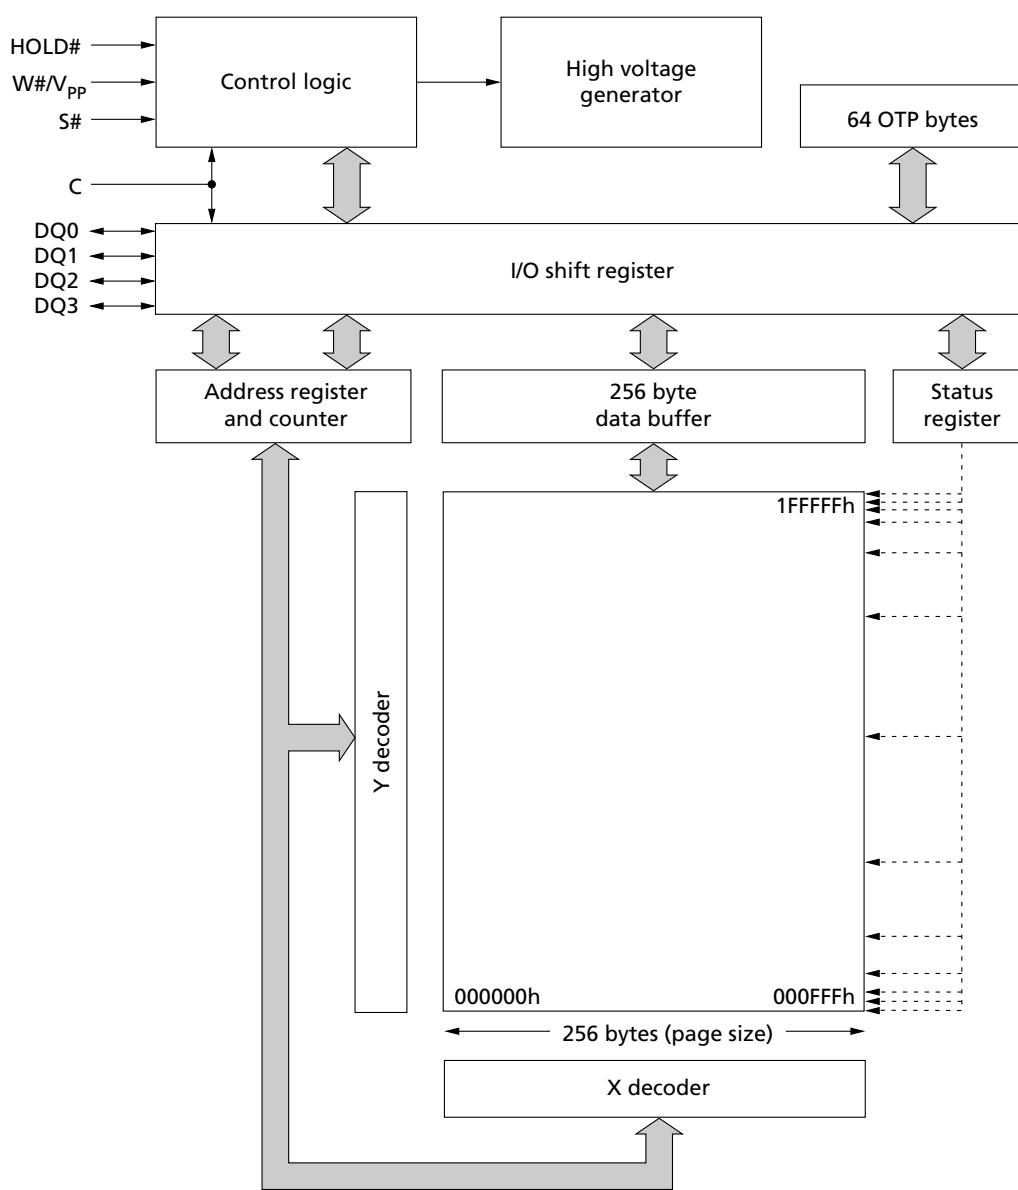 HOLD#
W#/VPP
S#
Control logic
High voltage
generator
64 OTP bytes
C
DQ0
DQ1
DQ2
DQ3
I/O shift register
Address register
and counter
256 byte
data buffer
Status
register
1FFFFFh
Y decoder
000000h
000FFFh
256 bytes (page size)
X decoder